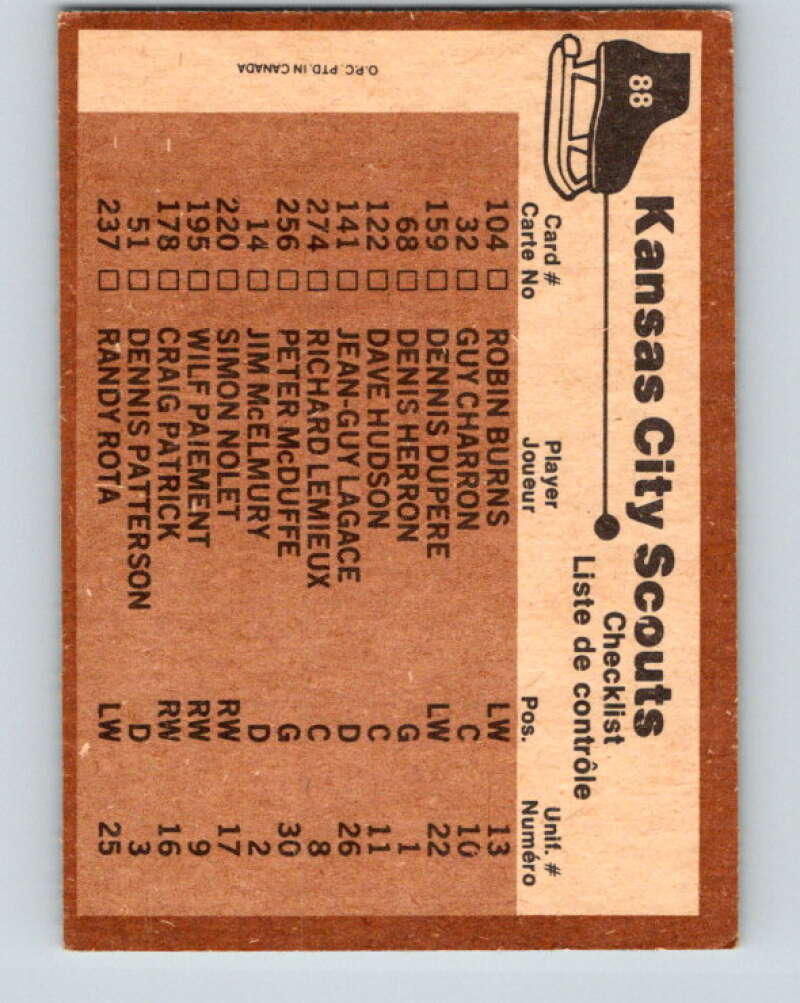 88
Kansas City Scouts
Checklist
Liste de contrôle
Card # Player Pos. Unif. #
Carte No Joueur Numéro
104 □ ROBIN BURNS LW 13
32 □ GUY CHARRON C 10
159 □ DENNIS DUPERE LW 22
68 □ DENIS HERRON G 1
122 □ DAVE HUDSON C 11
141 □ JEAN-GUY LAGACE D 26
274 □ RICHARD LEMIEUX C 8
256 □ PETER McDUFFE G 30
14 □ JIM McELMURY D 2
220 □ SIMON NOLET RW 17
195 □ WILF PAIEMENT RW 9
178 □ CRAIG PATRICK RW 16
51 □ DENNIS PATTERSON D 3
237 □ RANDY ROTA LW 25
O.P.C. PTD. IN CANADA